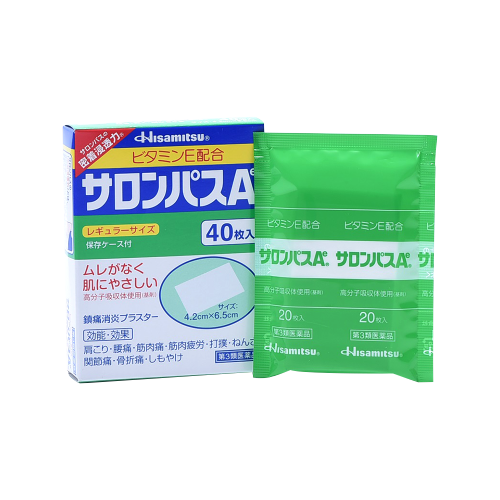 サロンパスの
密着浸透力®
Hisamitsu®
ビタミンE配合
サロンパスA®
レギュラーサイズ
保存ケース付
40枚入
ムレがなく
肌にやさしい
高分子吸収体使用(基剤)
サイズ:
4.2cm×6.5cm
鎮痛消炎プラスター
効能・効果
第3類医薬品
肩こり・腰痛・筋肉痛・筋肉疲労・打撲・ねんざ
関節痛・骨折痛・しもやけ
ビタミンE配合 ビタミンE配合
サロンパスA® サロンパスA®
高分子吸収体使用(基剤) 高分子吸収体使用(基剤)
20枚入 20枚入
第3類医薬品 第3類医薬品
Hisamitsu® Hisamitsu®